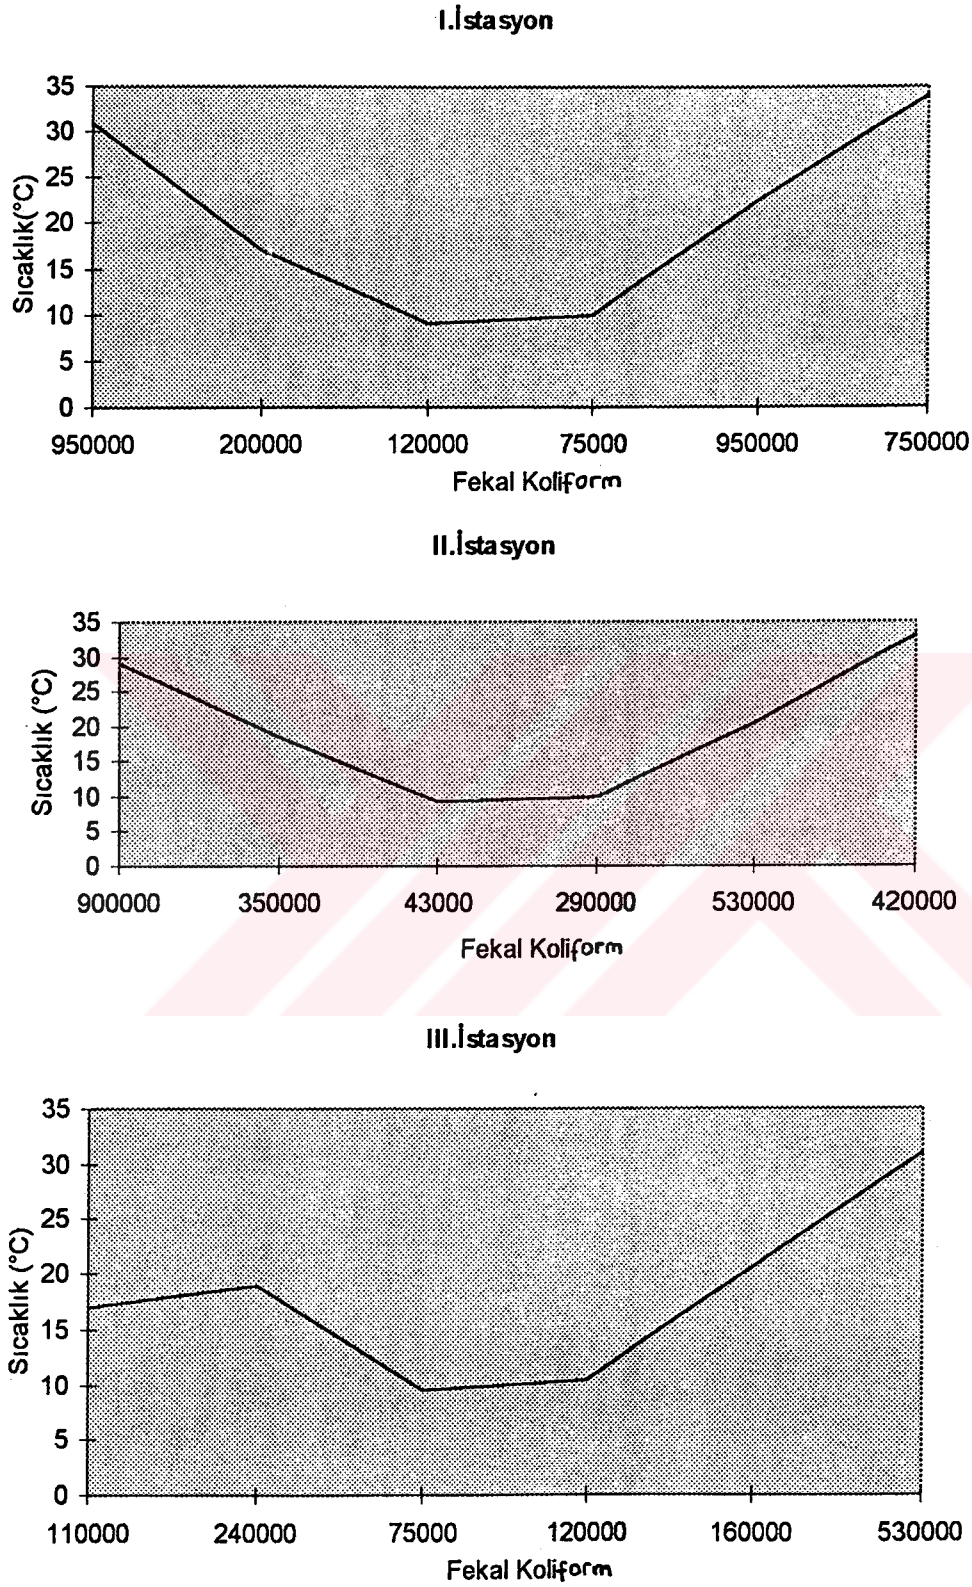 I.İstasyon
35
30
25
20
15
10
5
0
Sıcaklık(°C)
950000 200000 120000 75000 950000 750000
Fekal Koliform
II.İstasyon
35
30
25
20
15
10
5
0
Sıcaklık (°C)
900000 350000 43000 290000 530000 420000
Fekal Koliform
III.İstasyon
35
30
25
20
15
10
5
0
Sıcaklık (°C)
110000 240000 75000 120000 160000 530000
Fekal Koliform